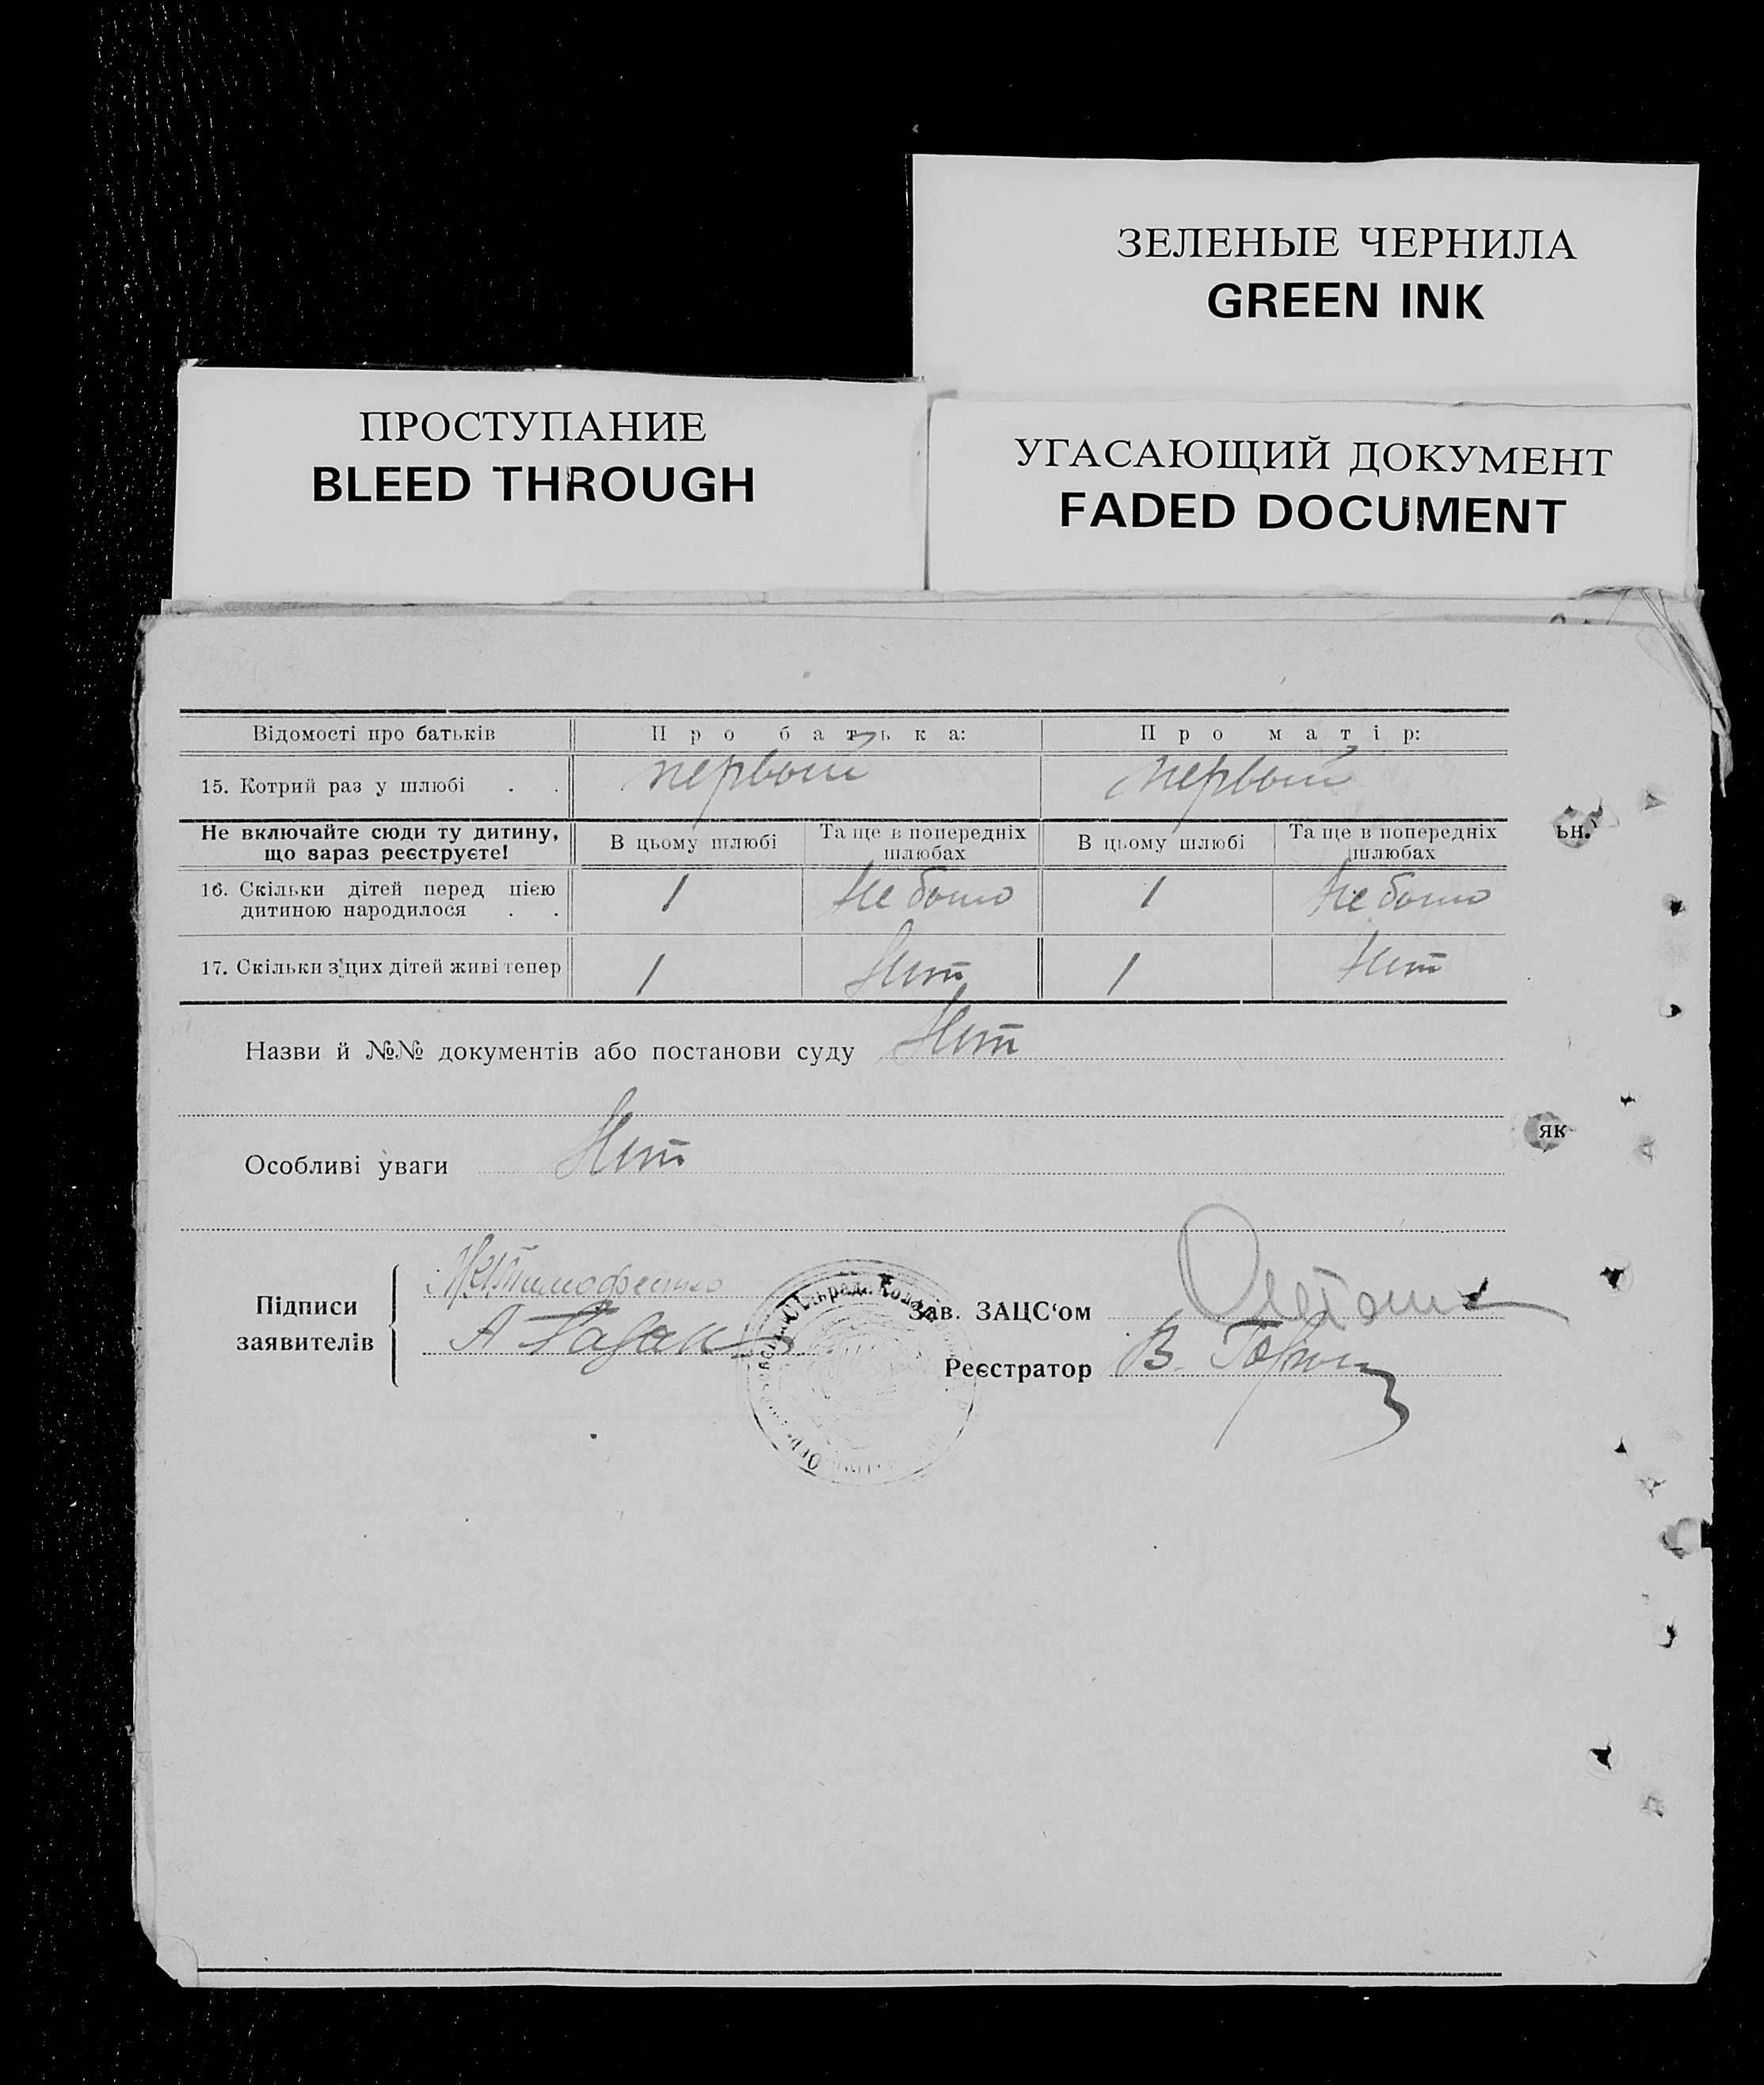 ЗЕЛЕНЫЕ ЧЕРНИЛА
GREEN INK
ПРОСТУПАНИЕ
BLEED THROUGH
УГАСАЮЩИЙ ДОКУМЕНТ
FADED DOCUMENT
Відомості про батьків Про батька: Про матір:
15. Котрий раз у шлюбі . . первый первый
Не включайте сюди ту дитину, що зараз реєструєте! В цьому шлюбі Та ще в попередніх шлюбах В цьому шлюбі Та ще в попередніх шлюбах
ьн.
16. Скільки дітей перед цією дитиною народилося . . 1 не было 1 не было
17. Скільки з цих дітей живі тепер 1 Нет 1 Нет
Назви й №№ документів або постанови суду Нет
як
Особливі уваги Нет
Підписи заявителів
Зав. ЗАЦС'ом
Реєстратор В.